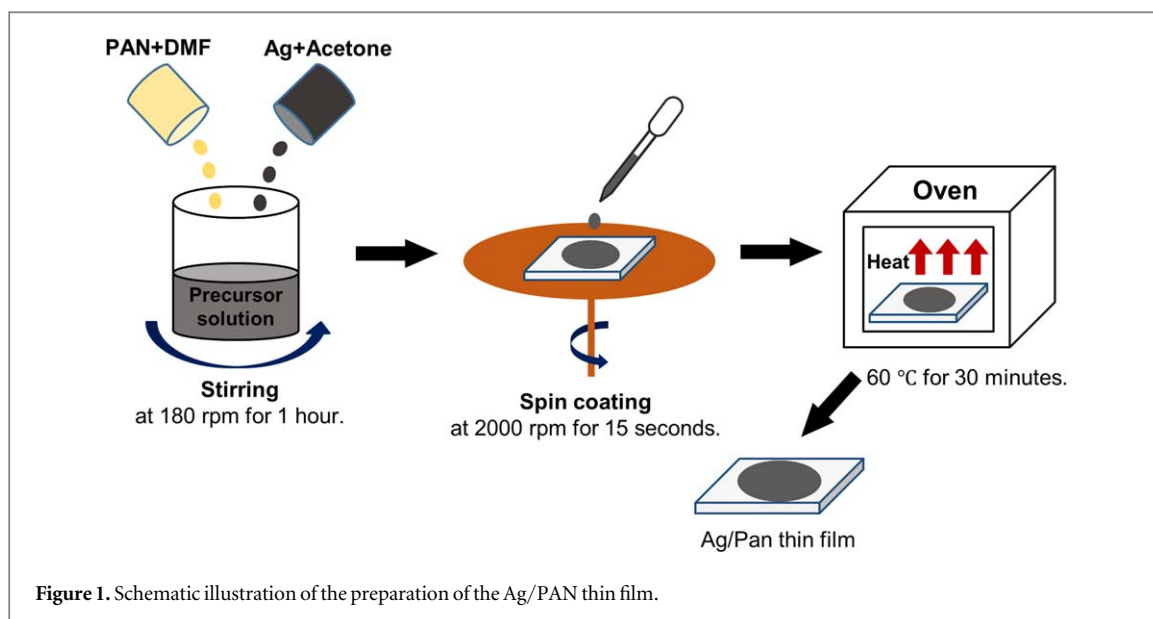 PAN+DMF
Ag+Acetone
Precursor
solution
Stirring
at 180 rpm for 1 hour.
Spin coating
at 2000 rpm for 15 seconds.
Oven
Heat
60 ℃ for 30 minutes.
Ag/Pan thin film
Figure 1. Schematic illustration of the preparation of the Ag/PAN thin film.